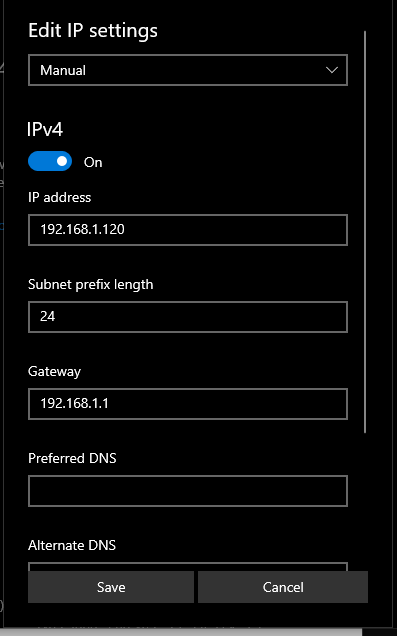 Edit IP settings
Manual
IPv4
On
IP address
192.168.1.120
Subnet prefix length
24
Gateway
192.168.1.1
Preferred DNS
Alternate DNS
Save
Cancel